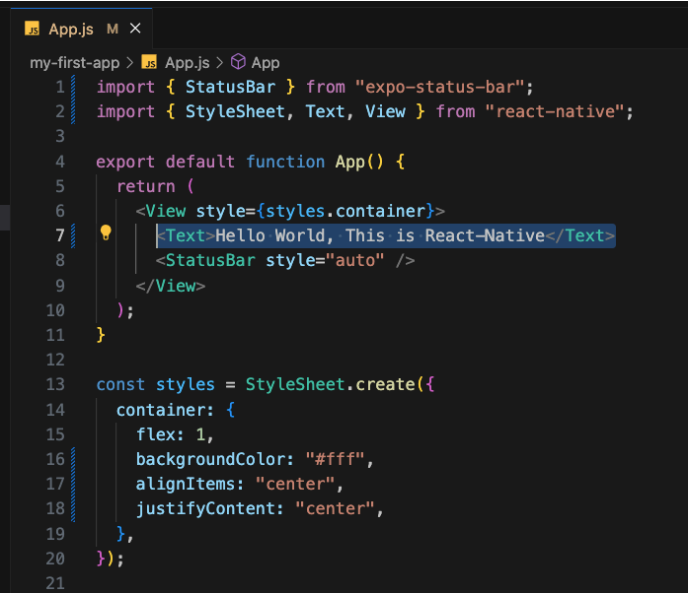 JS App.js M ×
my-first-app > JS App.js > App
1 import { StatusBar } from "expo-status-bar";
2 import { StyleSheet, Text, View } from "react-native";
3
4 export default function App() {
5   return (
6     <View style={styles.container}>
7       <Text>Hello World, This is React-Native</Text>
8       <StatusBar style="auto" />
9     </View>
10   );
11 }
12
13 const styles = StyleSheet.create({
14   container: {
15     flex: 1,
16     backgroundColor: "#fff",
17     alignItems: "center",
18     justifyContent: "center",
19   },
20 });
21